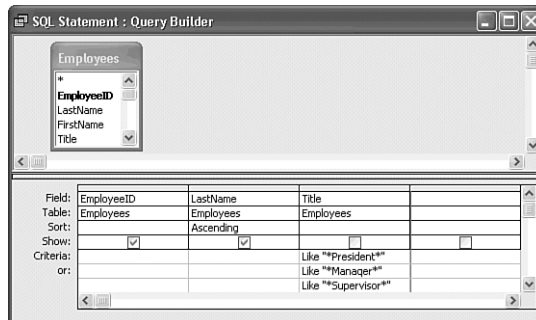 SQL Statement : Query Builder
Employees
*
EmployeeID
LastName
FirstName
Title
Field: EmployeeID LastName Title
Table: Employees Employees Employees
Sort: Ascending
Show:
Criteria: Like "*President*"
or: Like "*Manager*"
Like "*Supervisor*"